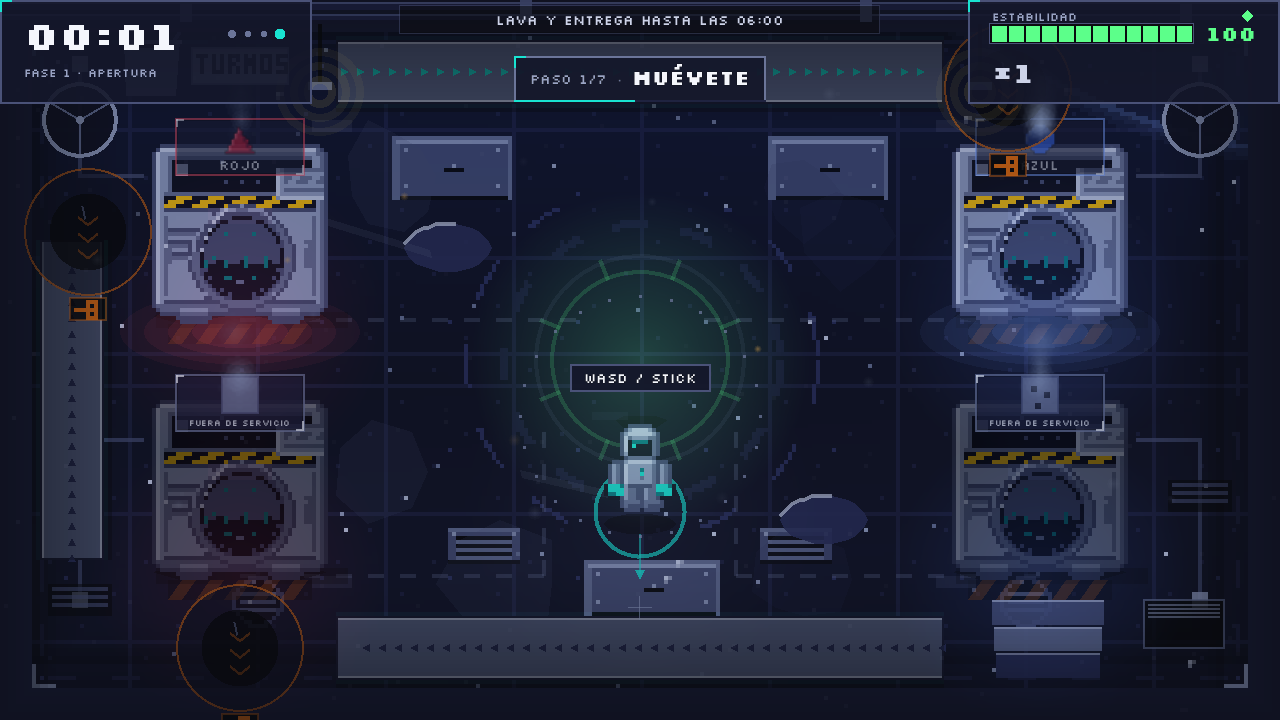 LAVA Y ENTREGA HASTA LAS 06:00
00:01
FASE 1 · APERTURA
TURNOS
ESTABILIDAD
100
×1
PASO 1/7 · MUÉVETE
ROJO
AZUL
WASD / STICK
FUERA DE SERVICIO
FUERA DE SERVICIO